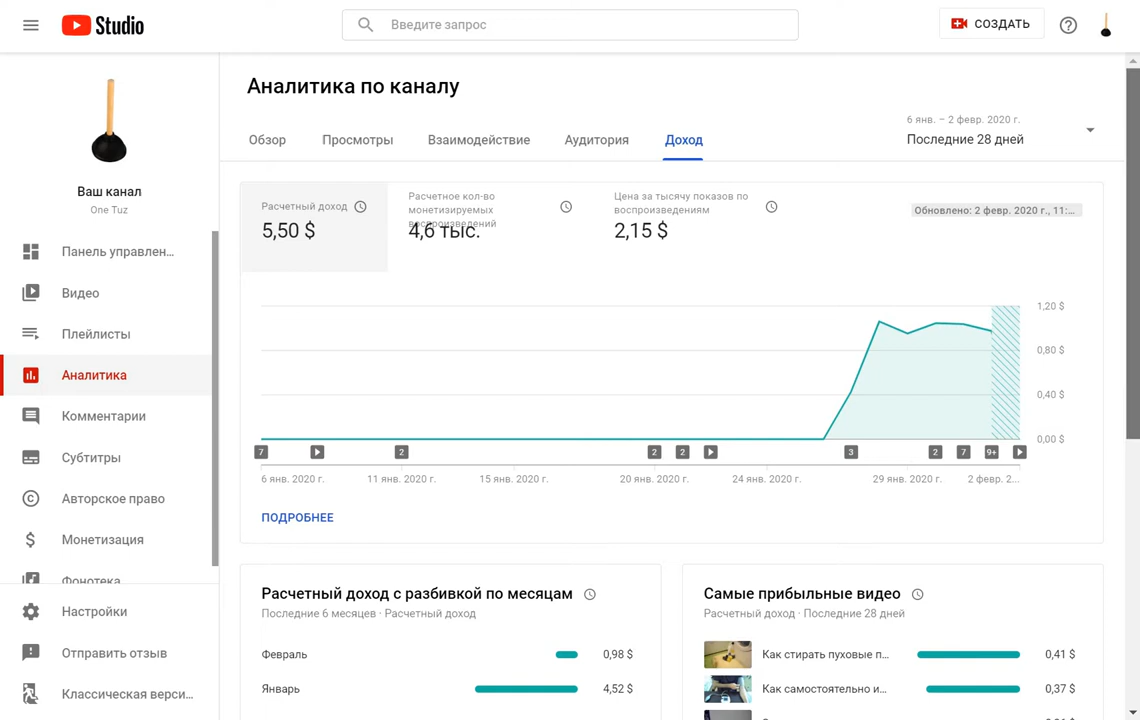 Studio
Введите запрос
СОЗДАТЬ
Ваш канал
One Tuz
Панель управлен...
Видео
Плейлисты
Аналитика
Комментарии
Субтитры
Авторское право
Монетизация
Фонотека
Настройки
Отправить отзыв
Классическая верси...
Аналитика по каналу
Обзор
Просмотры
Взаимодействие
Аудитория
Доход
6 янв. – 2 февр. 2020 г.
Последние 28 дней
Расчетный доход
5,50 $
Расчетное кол-во
монетизируемых
воспроизведений
4,6 тыс.
Цена за тысячу показов по
воспроизведениям
2,15 $
Обновлено: 2 февр. 2020 г., 11:...
1,20 $
0,80 $
0,40 $
0,00 $
7 2 2 2 3 2 7 9+
6 янв. 2020 г. 11 янв. 2020 г. 15 янв. 2020 г. 20 янв. 2020 г. 24 янв. 2020 г. 29 янв. 2020 г. 2 февр. 2...
ПОДРОБНЕЕ
Расчетный доход с разбивкой по месяцам
Последние 6 месяцев · Расчетный доход
Февраль 0,98 $
Январь 4,52 $
Самые прибыльные видео
Расчетный доход · Последние 28 дней
Как стирать пуховые п... 0,41 $
Как самостоятельно и... 0,37 $